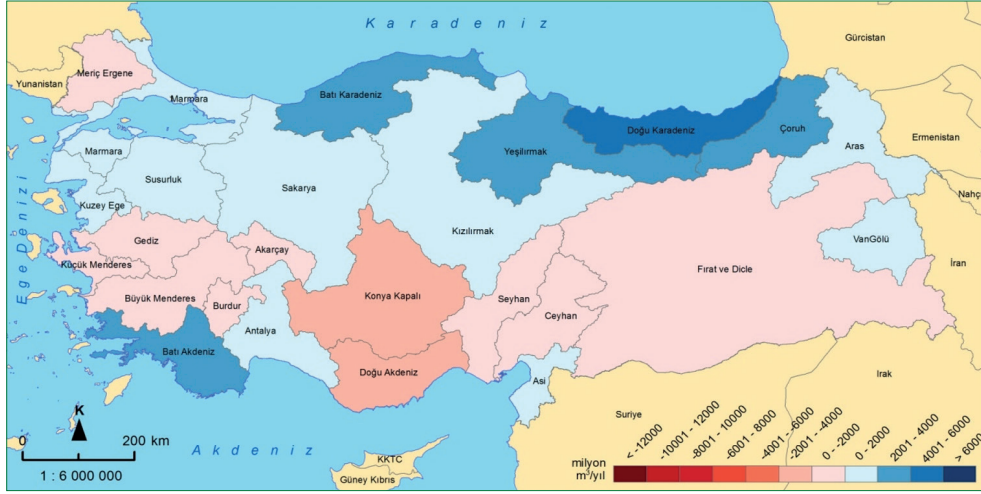 Karadeniz
Gürcistan
Yunanistan
Meriç Ergene
Marmara
Batı Karadeniz
Doğu Karadeniz
Çoruh
Ermenistan
Yeşilırmak
Aras
Marmara
Susurluk
Sakarya
Nahç
Ege Denizi
Kuzey Ege
Kızılırmak
Gediz
Akarçay
VanGölü
İran
Küçük Menderes
Fırat ve Dicle
Büyük Menderes
Burdur
Konya Kapalı
Seyhan
Ceyhan
Antalya
Batı Akdeniz
Doğu Akdeniz
Asi
Irak
Suriye
K
0 200 km
1 : 6 000 000
Akdeniz
KKTC
Güney Kıbrıs
milyon
m³/yıl
< -12000
-10001 - -12000
-8001 - -10000
-6001 - -8000
-4001 - -6000
-2001 - -4000
0 - -2000
0 - 2000
2001 - 4000
4001 - 6000
> 6000